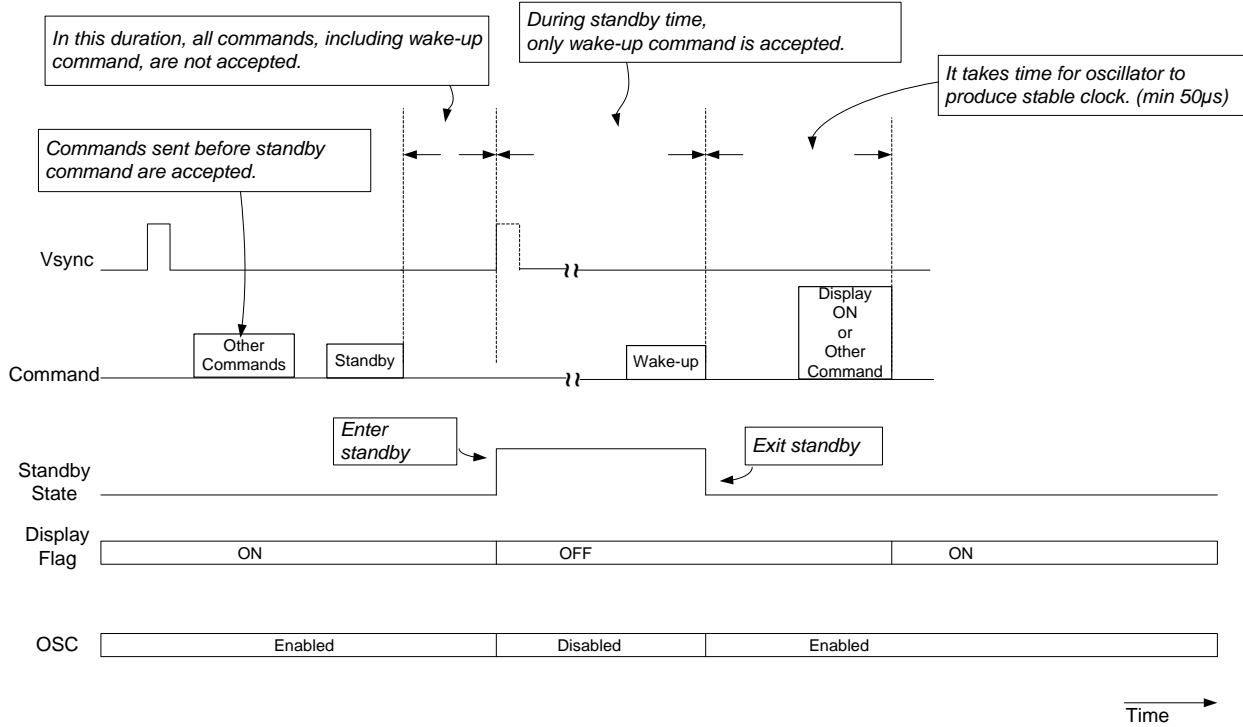 In this duration, all commands, including wake-up
command, are not accepted.
During standby time,
only wake-up command is accepted.
It takes time for oscillator to
produce stable clock. (min 50µs)
Commands sent before standby
command are accepted.
Vsync
Command
Other
Commands
Standby
Wake-up
Display
ON
or
Other
Command
Enter
standby
Exit standby
Standby
State
Display
Flag
ON
OFF
ON
OSC
Enabled
Disabled
Enabled
Time